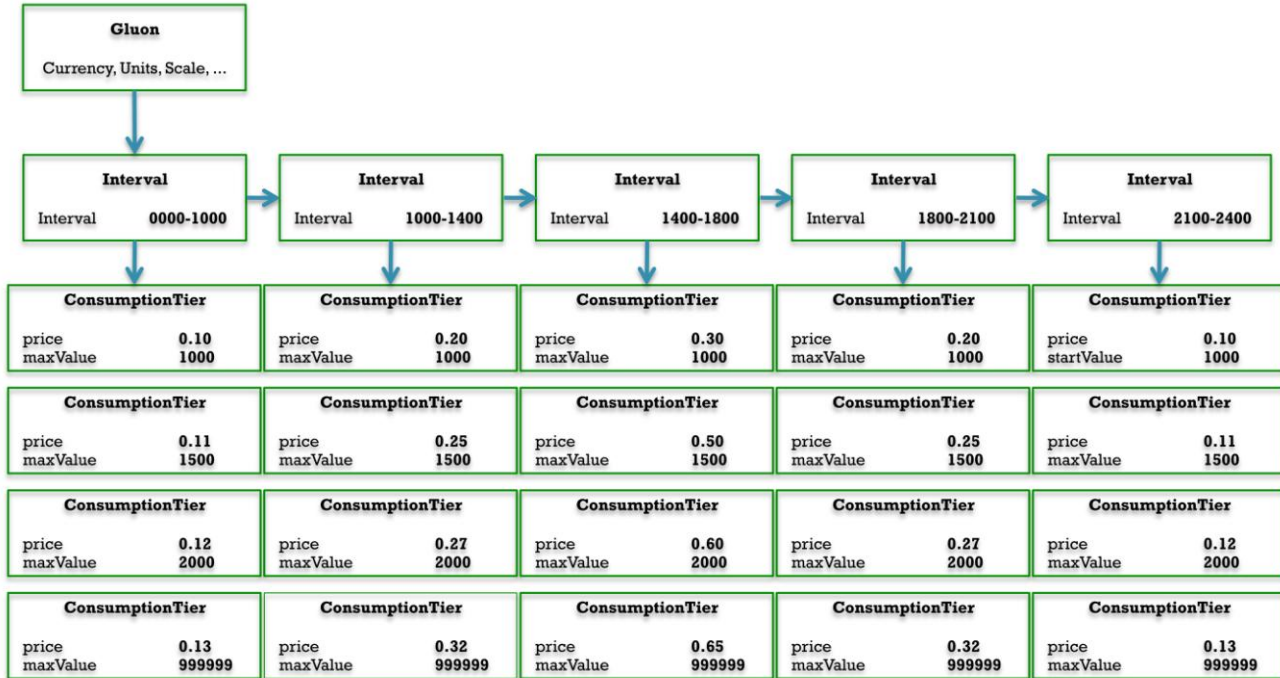 Gluon
Currency, Units, Scale, ...
Interval Interval Interval Interval Interval
Interval 0000-1000 Interval 1000-1400 Interval 1400-1800 Interval 1800-2100 Interval 2100-2400
ConsumptionTier ConsumptionTier ConsumptionTier ConsumptionTier ConsumptionTier
price 0.10 price 0.20 price 0.30 price 0.20 price 0.10
maxValue 1000 maxValue 1000 maxValue 1000 maxValue 1000 startValue 1000
ConsumptionTier ConsumptionTier ConsumptionTier ConsumptionTier ConsumptionTier
price 0.11 price 0.25 price 0.50 price 0.25 price 0.11
maxValue 1500 maxValue 1500 maxValue 1500 maxValue 1500 maxValue 1500
ConsumptionTier ConsumptionTier ConsumptionTier ConsumptionTier ConsumptionTier
price 0.12 price 0.27 price 0.60 price 0.27 price 0.12
maxValue 2000 maxValue 2000 maxValue 2000 maxValue 2000 maxValue 2000
ConsumptionTier ConsumptionTier ConsumptionTier ConsumptionTier ConsumptionTier
price 0.13 price 0.32 price 0.65 price 0.32 price 0.13
maxValue 999999 maxValue 999999 maxValue 999999 maxValue 999999 maxValue 999999